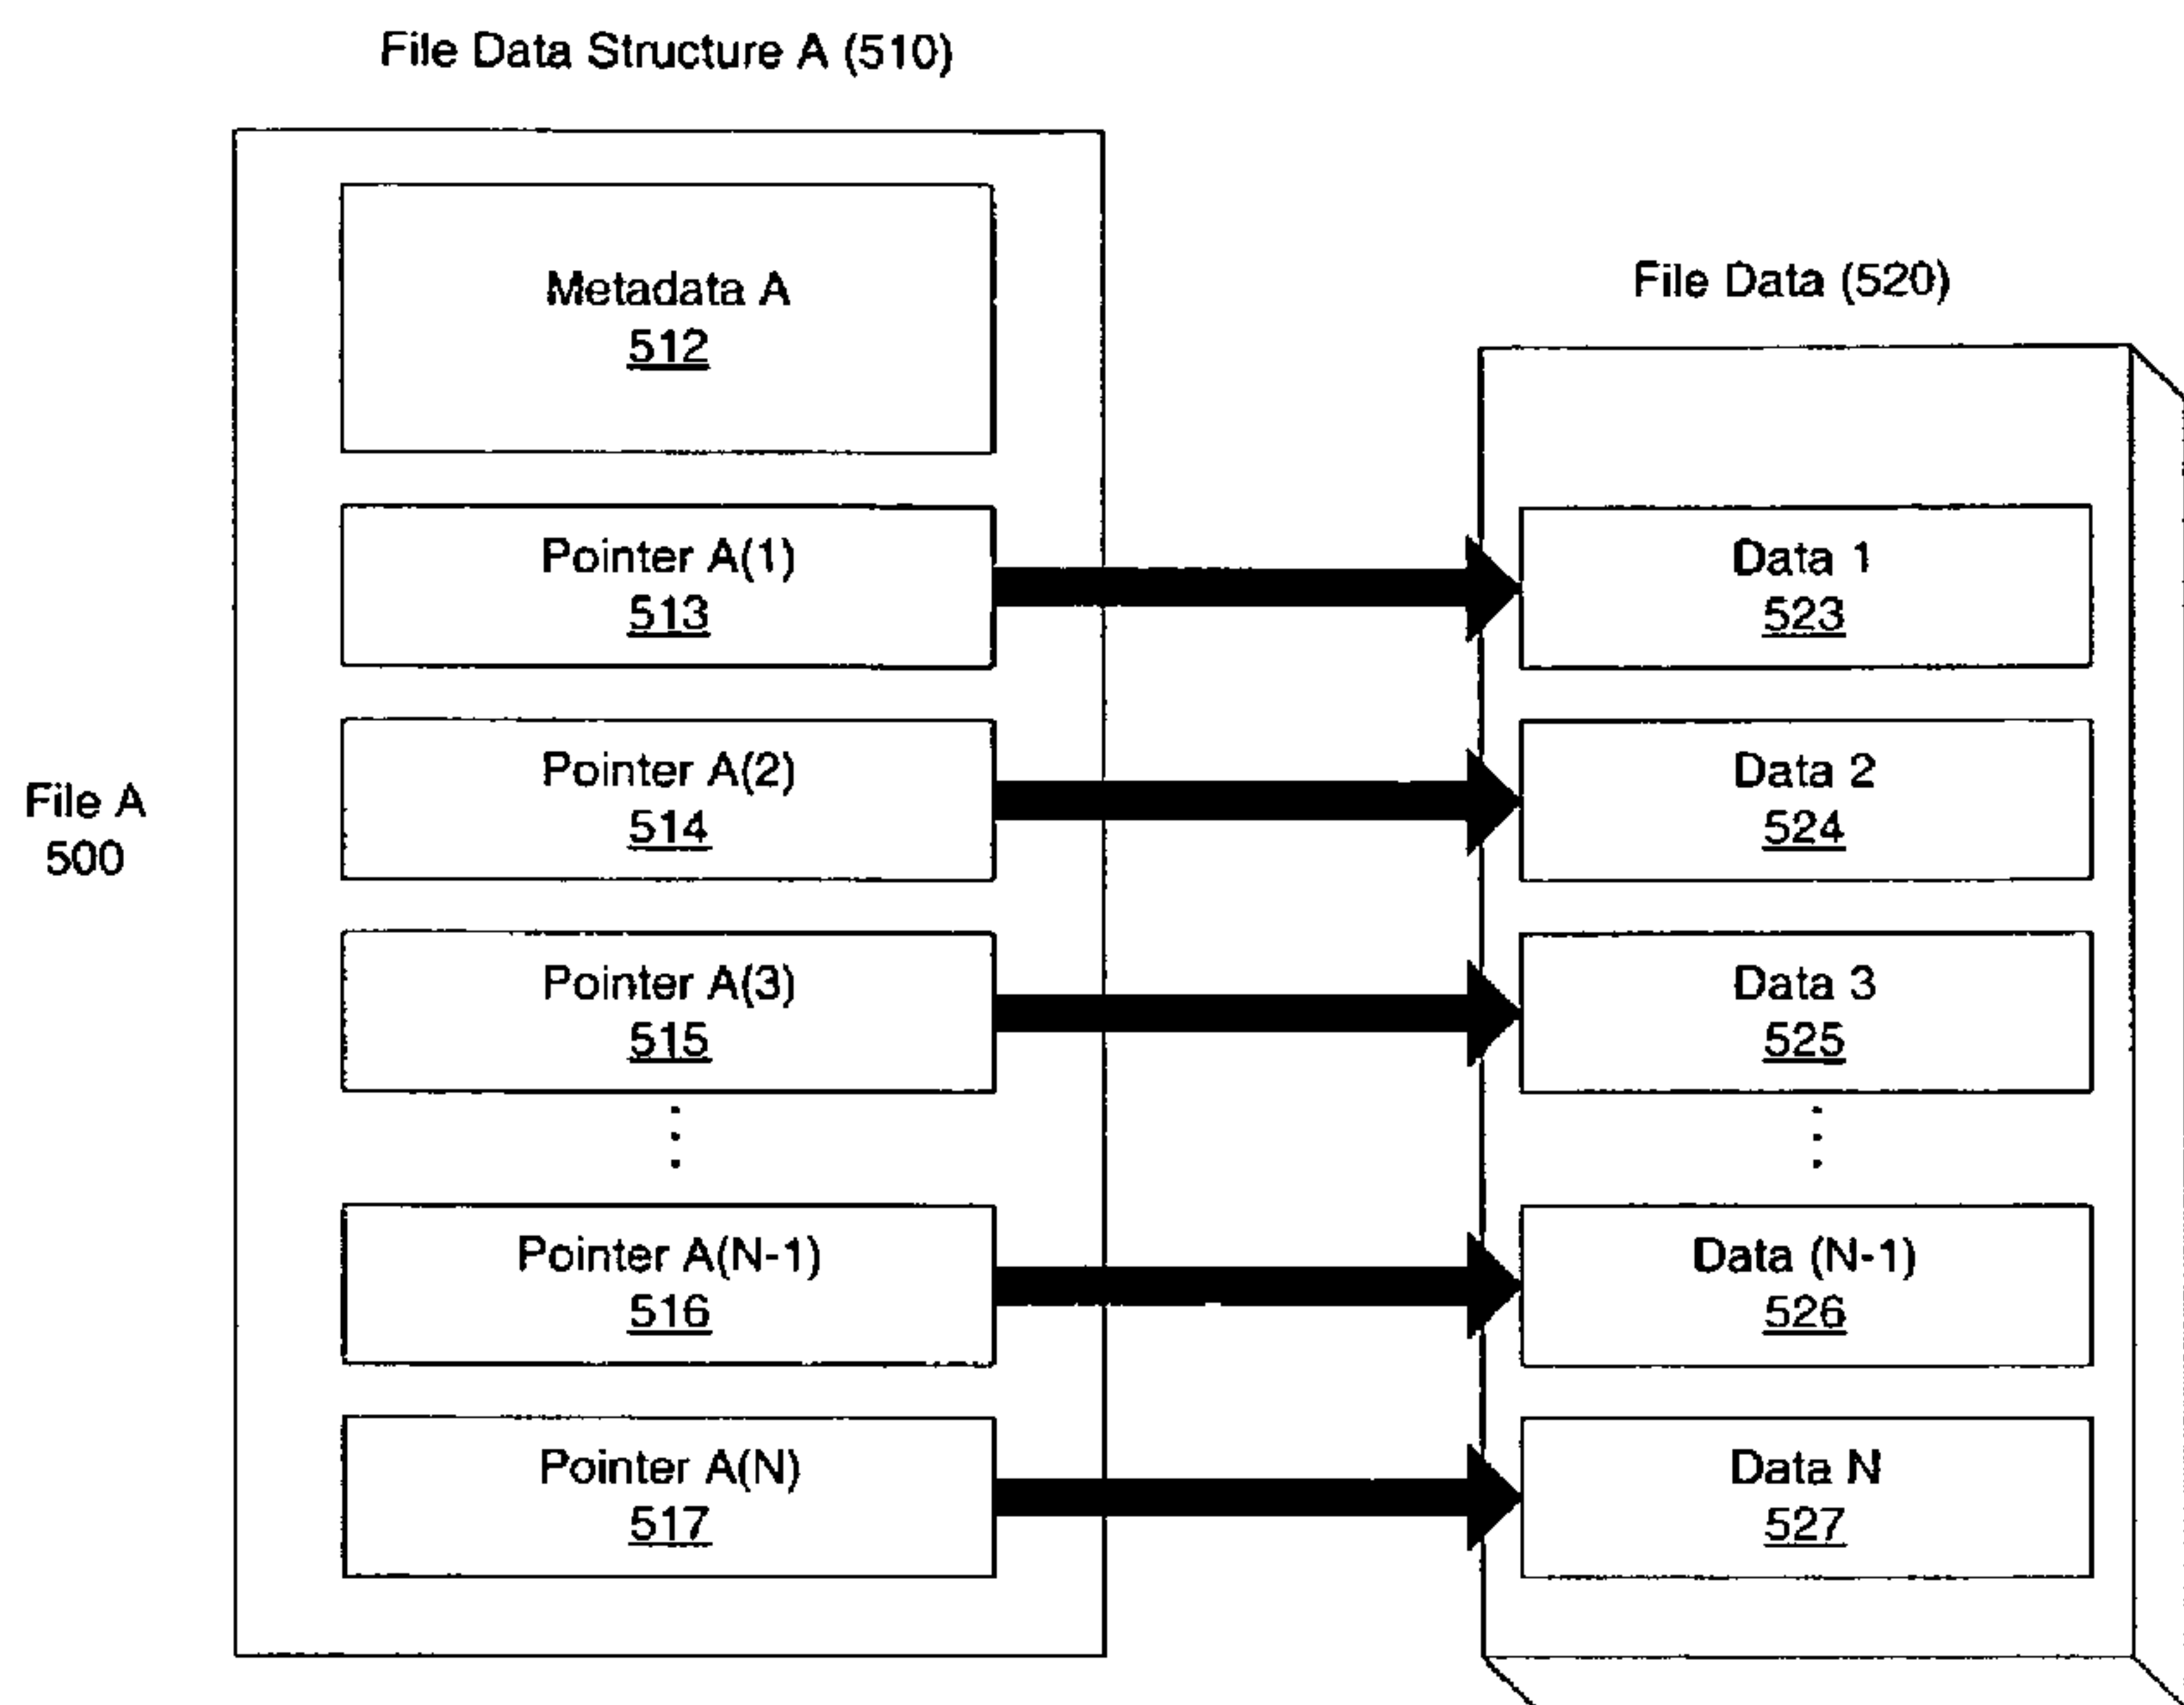 File Data Structure A (510)
Metadata A
512
File Data (520)
Pointer A(1)
513
Data 1
523
Pointer A(2)
514
Data 2
524
File A
500
Pointer A(3)
515
Data 3
525
Pointer A(N-1)
516
Data (N-1)
526
Pointer A(N)
517
Data N
527